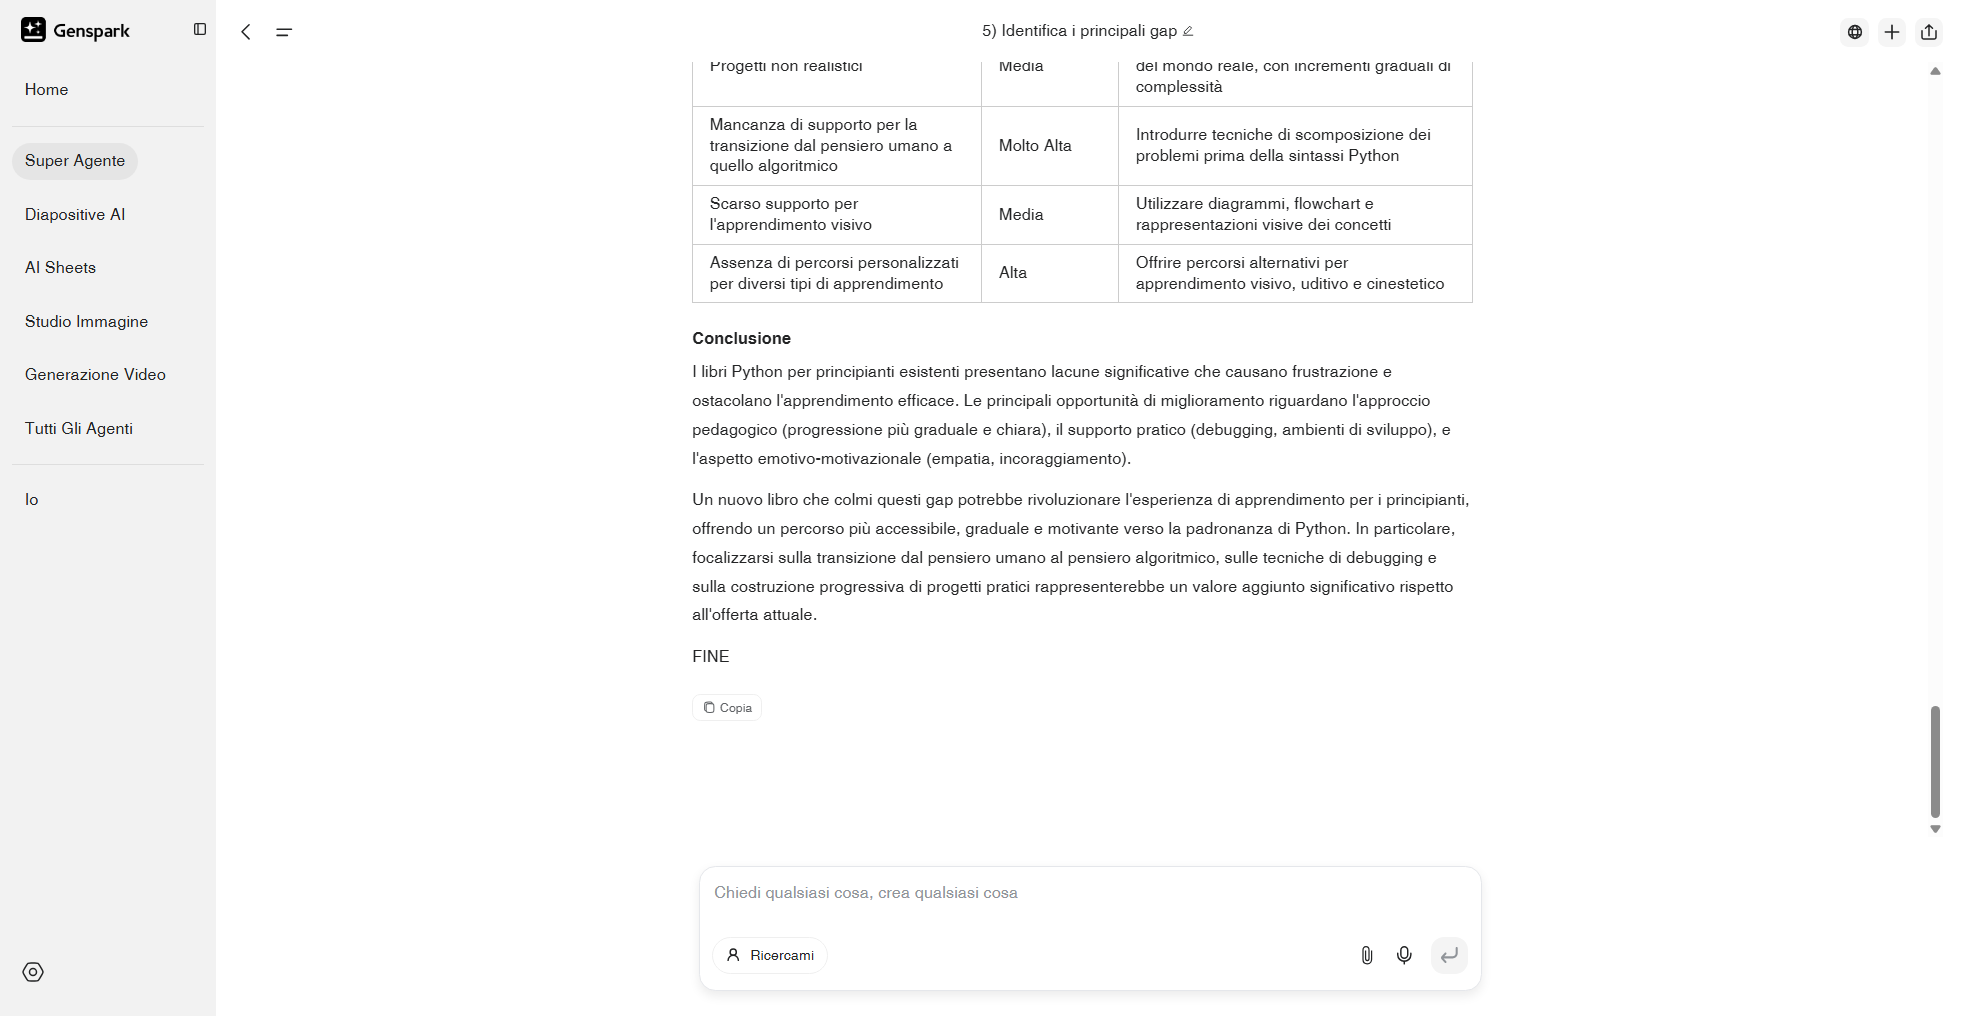 Genspark
Home
Super Agente
Diapositive AI
AI Sheets
Studio Immagine
Generazione Video
Tutti Gli Agenti
Io
5) Identifica i principali gap
Progetti non realistici
Media
del mondo reale, con incrementi graduali di
complessità
Mancanza di supporto per la
transizione dal pensiero umano a
quello algoritmico
Molto Alta
Introdurre tecniche di scomposizione dei
problemi prima della sintassi Python
Scarso supporto per
l'apprendimento visivo
Media
Utilizzare diagrammi, flowchart e
rappresentazioni visive dei concetti
Assenza di percorsi personalizzati
per diversi tipi di apprendimento
Alta
Offrire percorsi alternativi per
apprendimento visivo, uditivo e cinestetico
Conclusione
I libri Python per principianti esistenti presentano lacune significative che causano frustrazione e
ostacolano l'apprendimento efficace. Le principali opportunità di miglioramento riguardano l'approccio
pedagogico (progressione più graduale e chiara), il supporto pratico (debugging, ambienti di sviluppo), e
l'aspetto emotivo-motivazionale (empatia, incoraggiamento).
Un nuovo libro che colmi questi gap potrebbe rivoluzionare l'esperienza di apprendimento per i principianti,
offrendo un percorso più accessibile, graduale e motivante verso la padronanza di Python. In particolare,
focalizzarsi sulla transizione dal pensiero umano al pensiero algoritmico, sulle tecniche di debugging e
sulla costruzione progressiva di progetti pratici rappresenterebbe un valore aggiunto significativo rispetto
all'offerta attuale.
FINE
Copia
Chiedi qualsiasi cosa, crea qualsiasi cosa
Ricercami